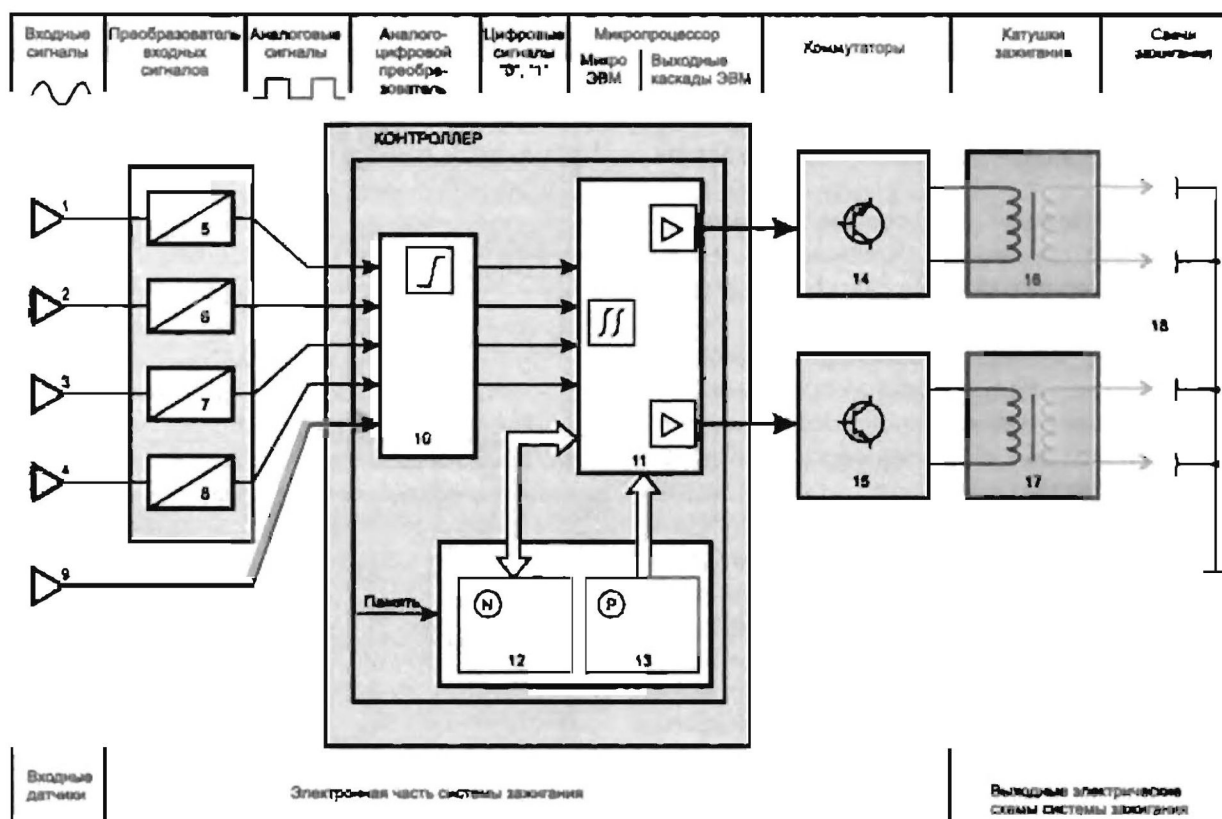 Входные
сигналы
Преобразователь
входных
сигналов
Аналоговые
сигналы
Аналого-
цифровой
преобра-
зователь
Цифровые
сигналы
"0", "1"
Микропроцессор
Микро
ЭВМ
Выходные
каскады ЭВМ
Коммутаторы
Катушки
зажигания
Свечи
зажигания
КОНТРОЛЛЕР
1
5
2
6
3
7
4
8
9
10
11
14
16
18
15
17
Память
N
P
12
13
Входные
датчики
Электронная часть системы зажигания
Выходные электрические
схемы системы зажигания